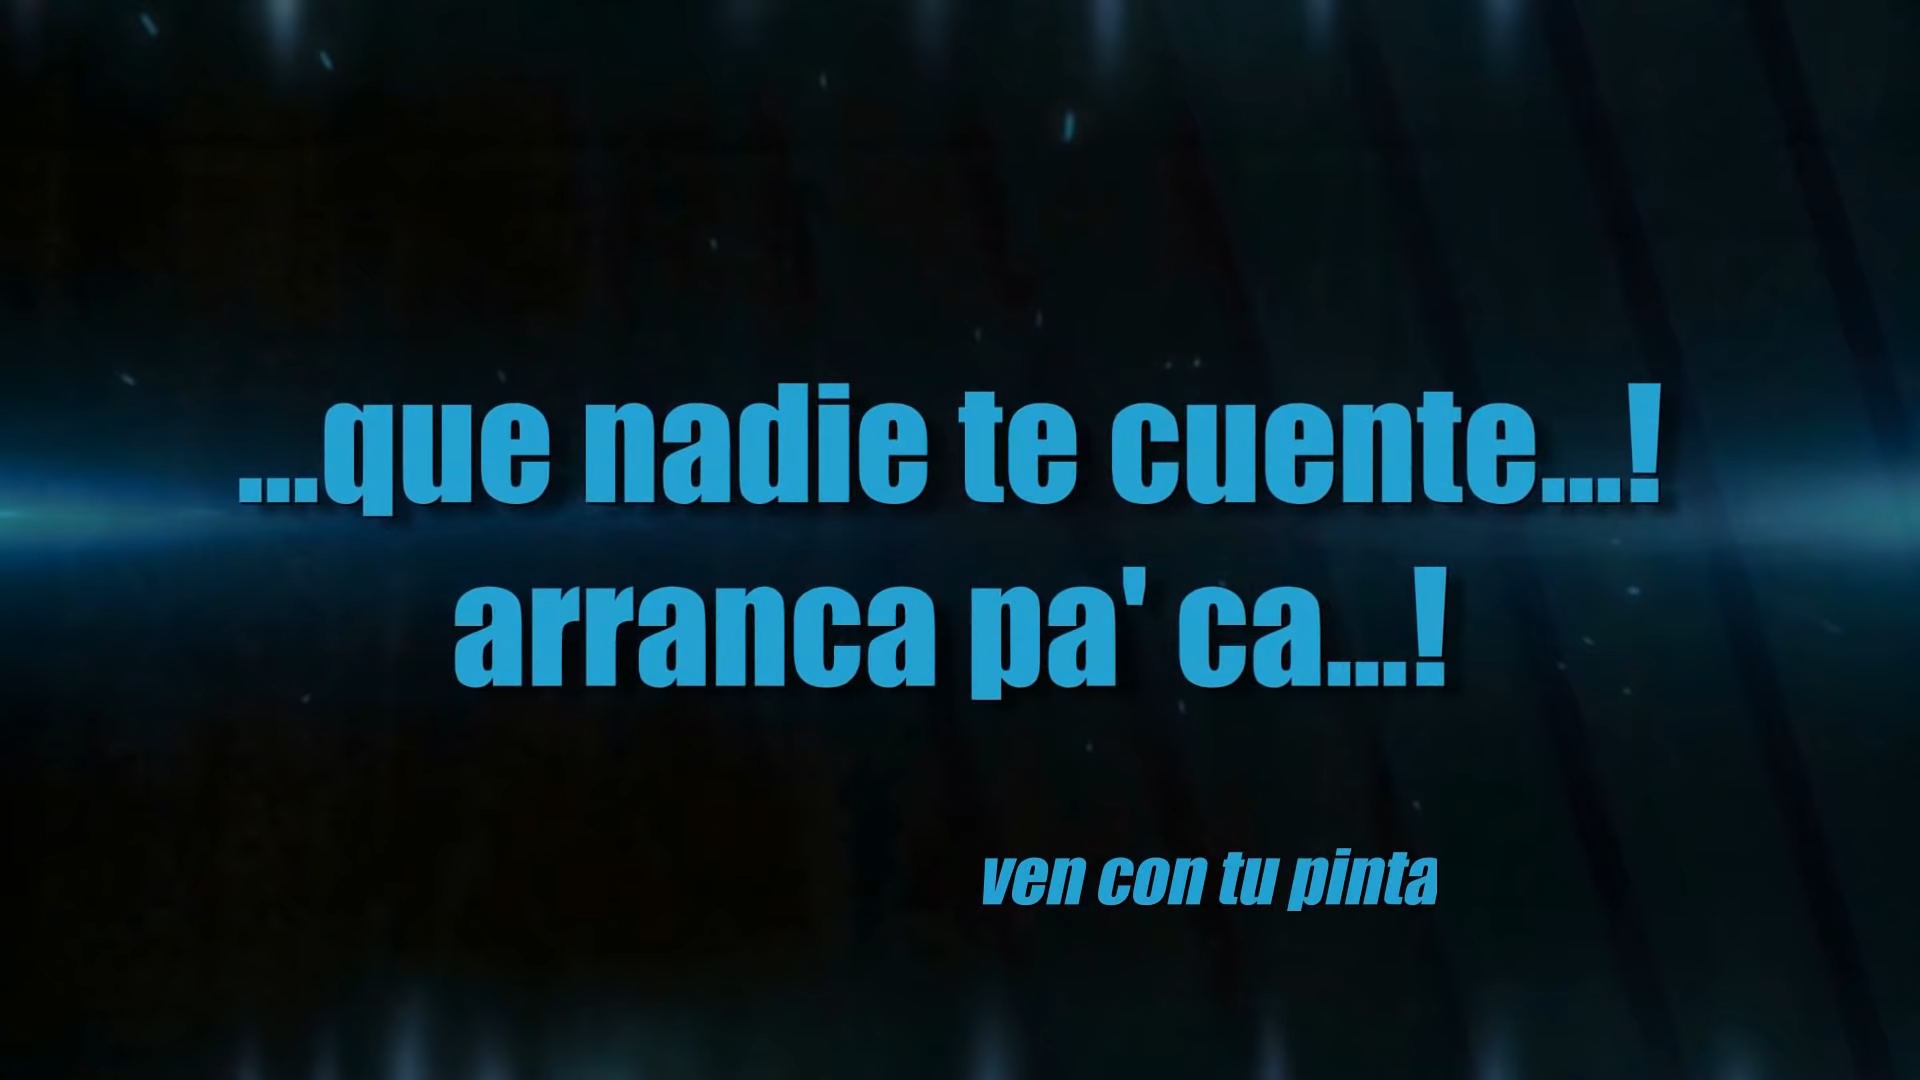 ...que nadie te cuente...!
arranca pa' ca...!
ven con tu pinta